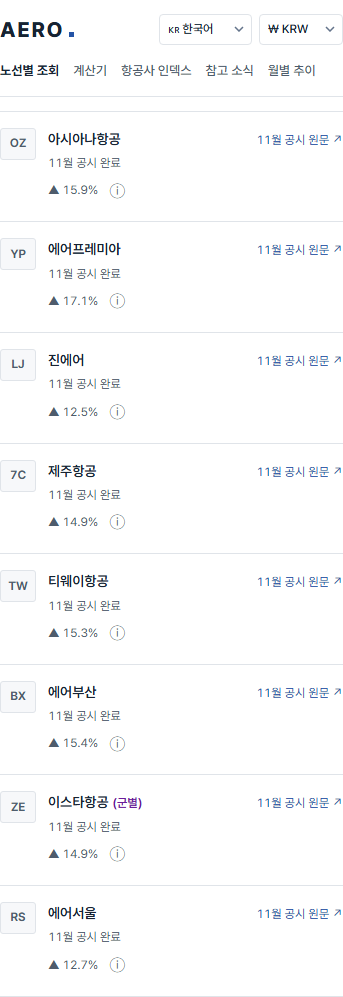 AERO.
KR 한국어
₩ KRW
노선별 조회 계산기 항공사 인덱스 참고 소식 월별 추이
OZ
아시아나항공
11월 공시 원문 ↗
11월 공시 완료
▲ 15.9% ⓘ
YP
에어프레미아
11월 공시 원문 ↗
11월 공시 완료
▲ 17.1% ⓘ
LJ
진에어
11월 공시 원문 ↗
11월 공시 완료
▲ 12.5% ⓘ
7C
제주항공
11월 공시 원문 ↗
11월 공시 완료
▲ 14.9% ⓘ
TW
티웨이항공
11월 공시 원문 ↗
11월 공시 완료
▲ 15.3% ⓘ
BX
에어부산
11월 공시 원문 ↗
11월 공시 완료
▲ 15.4% ⓘ
ZE
이스타항공 (군별)
11월 공시 원문 ↗
11월 공시 완료
▲ 14.9% ⓘ
RS
에어서울
11월 공시 원문 ↗
11월 공시 완료
▲ 12.7% ⓘ